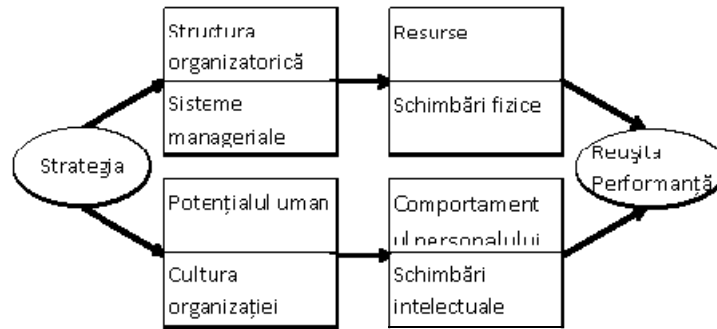 Structura
organizatorică
Sisteme
manageriale
Resurse
Schimbări fizice
Strategia
Reușita
Performanță
Potențialul uman
Cultura
organizației
Comportament
ul personalului
Schimbări
intelectuale